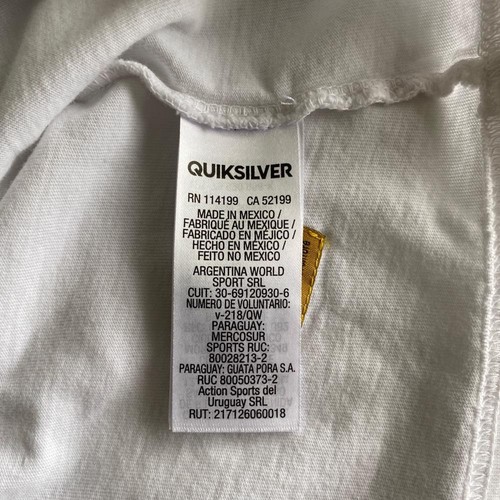 QUIKSILVER
RN 114199 CA 52199
MADE IN MEXICO /
FABRIQUÉ AU MEXIQUE /
FABRICADO EN MÉJICO /
HECHO EN MÉXICO /
FEITO NO MEXICO
ARGENTINA WORLD
SPORT SRL
CUIT: 30-69120930-6
NUMERO DE VOLUNTARIO:
v-218/QW
PARAGUAY:
MERCOSUR
SPORTS RUC:
80028213-2
PARAGUAY: GUATA PORA S.A.
RUC 80050373-2
Action Sports del
Uruguay SRL
RUT: 217126060018